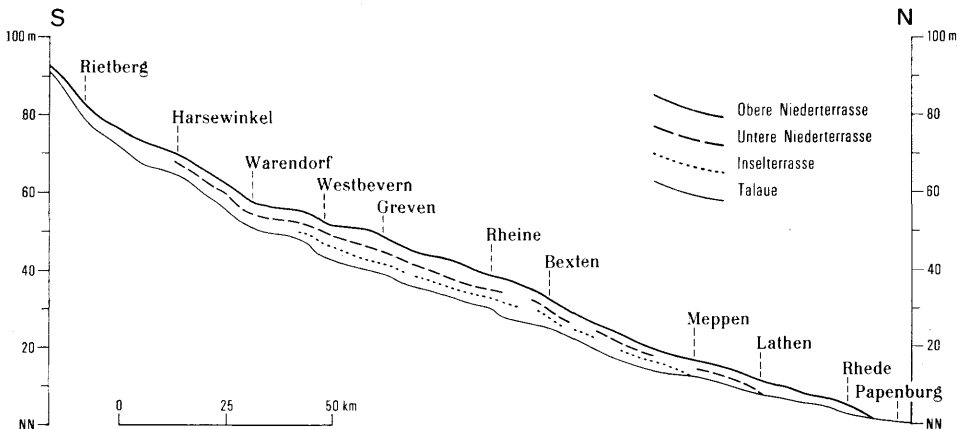 S
N
100 m
100 m
Rietberg
Harsewinkel
Warendorf
Westbevern
Greven
Rheine
Bexten
Meppen
Lathen
Rhede
Papenburg
Obere Niederterrasse
Untere Niederterrasse
Inselterrasse
Talaue
80
80
60
60
40
40
20
20
NN
NN
0
25
50 km